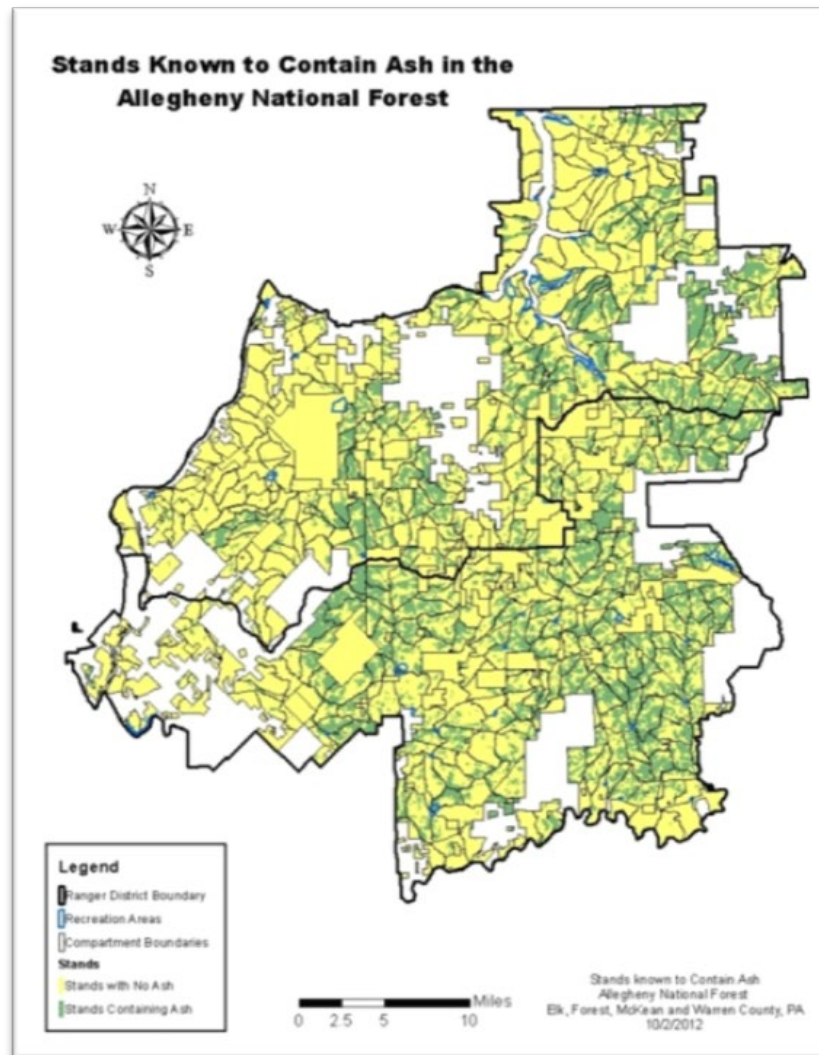 Stands Known to Contain Ash in the
Allegheny National Forest
N
W E
S
Legend
Ranger District Boundary
Recreation Areas
Compartment Boundaries
Stands
Stands with No Ash
Stands Containing Ash
Miles
0 2.5 5 10
Stands known to Contain Ash
Allegheny National Forest
Elk, Forest, McKean and Warren County, PA
10/2/2012